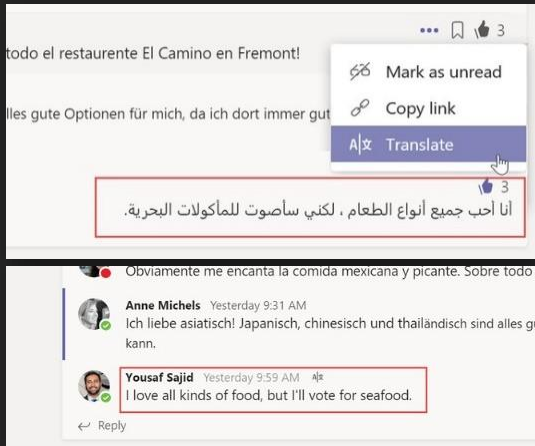 3
todo el restaurente El Camino en Fremont!
Mark as unread
Copy link
lles gute Optionen für mich, da ich dort immer gut
Translate
3
أنا أحب جميع أنواع الطعام ، لكني سأصوت للمأكولات البحرية.
Obviamente me encanta la comida mexicana y picante. Sobre todo
Anne Michels Yesterday 9:31 AM
Ich liebe asiatisch! Japanisch, chinesisch und thailändisch sind alles
kann.
Yousaf Sajid Yesterday 9:59 AM
I love all kinds of food, but I'll vote for seafood.
Reply